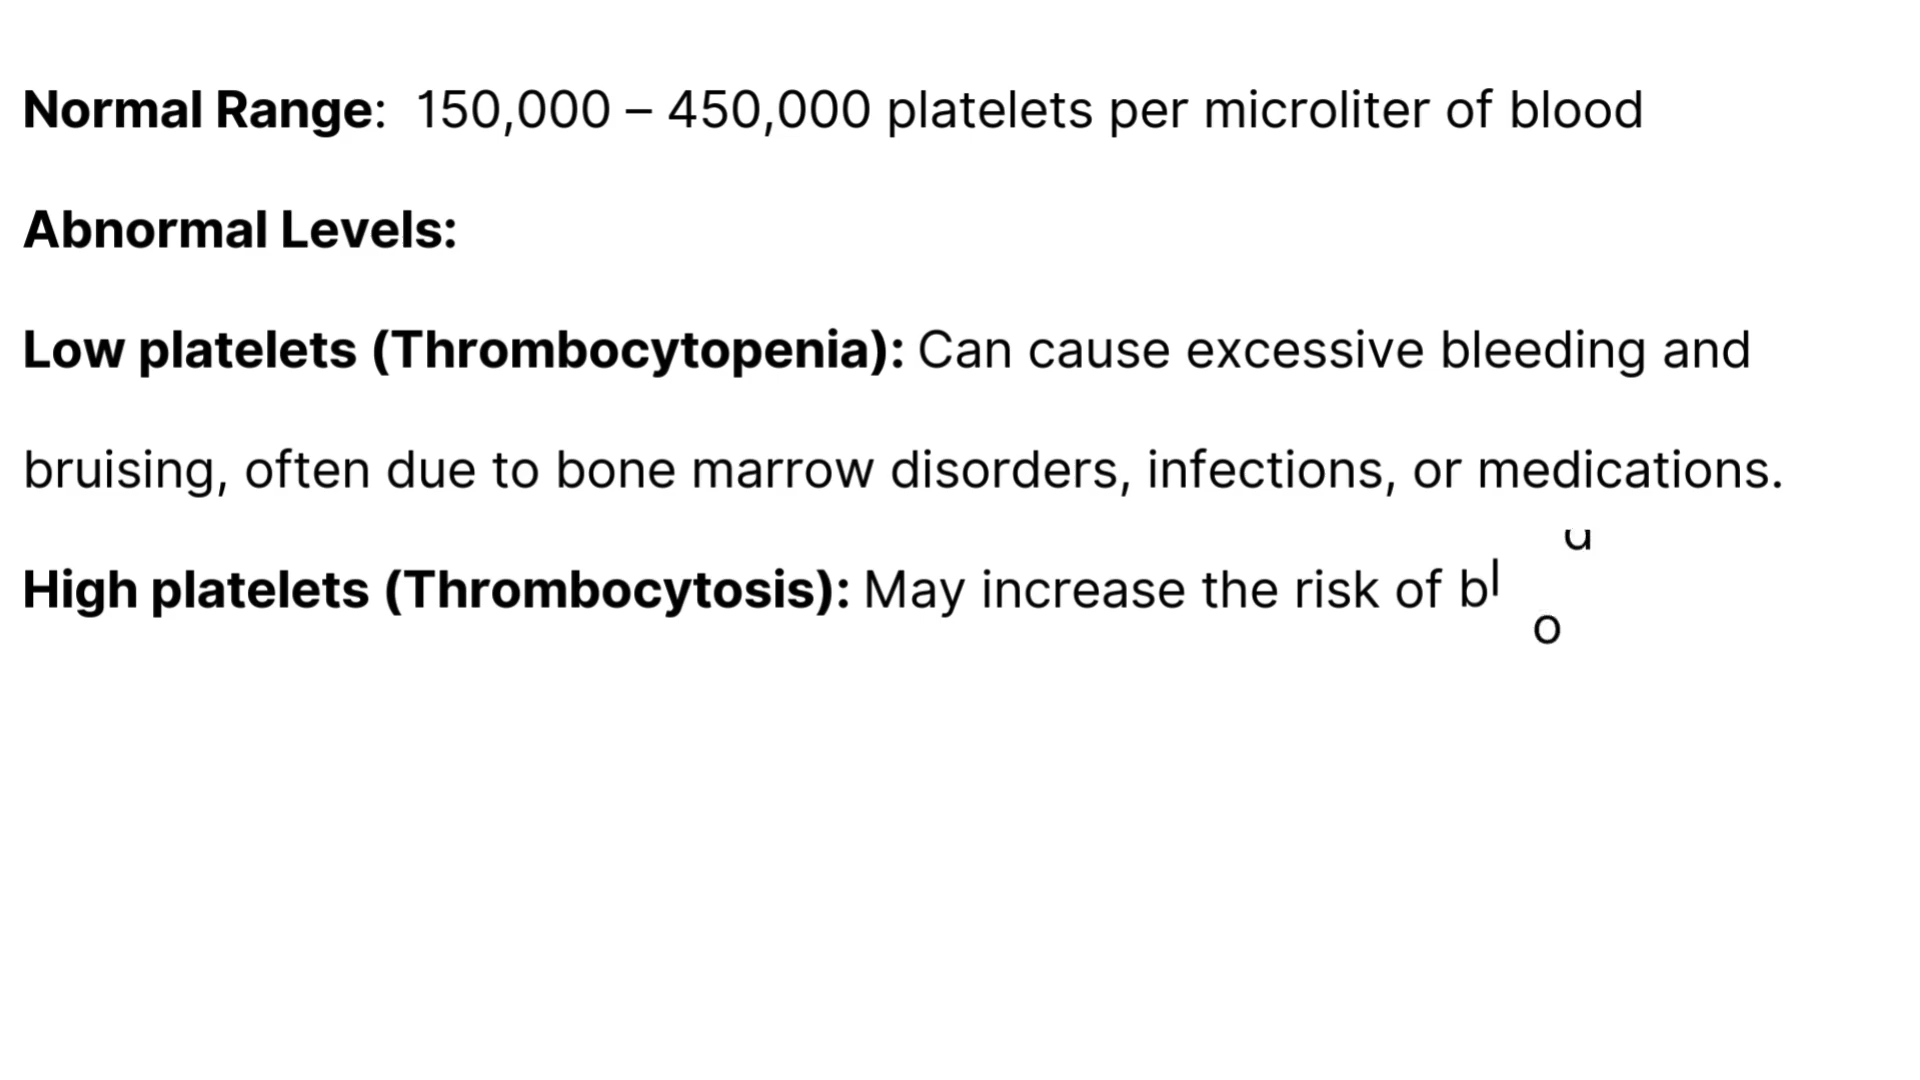 Normal Range:  150,000 – 450,000 platelets per microliter of blood
Abnormal Levels:
Low platelets (Thrombocytopenia): Can cause excessive bleeding and
bruising, often due to bone marrow disorders, infections, or medications.
High platelets (Thrombocytosis): May increase the risk of bl